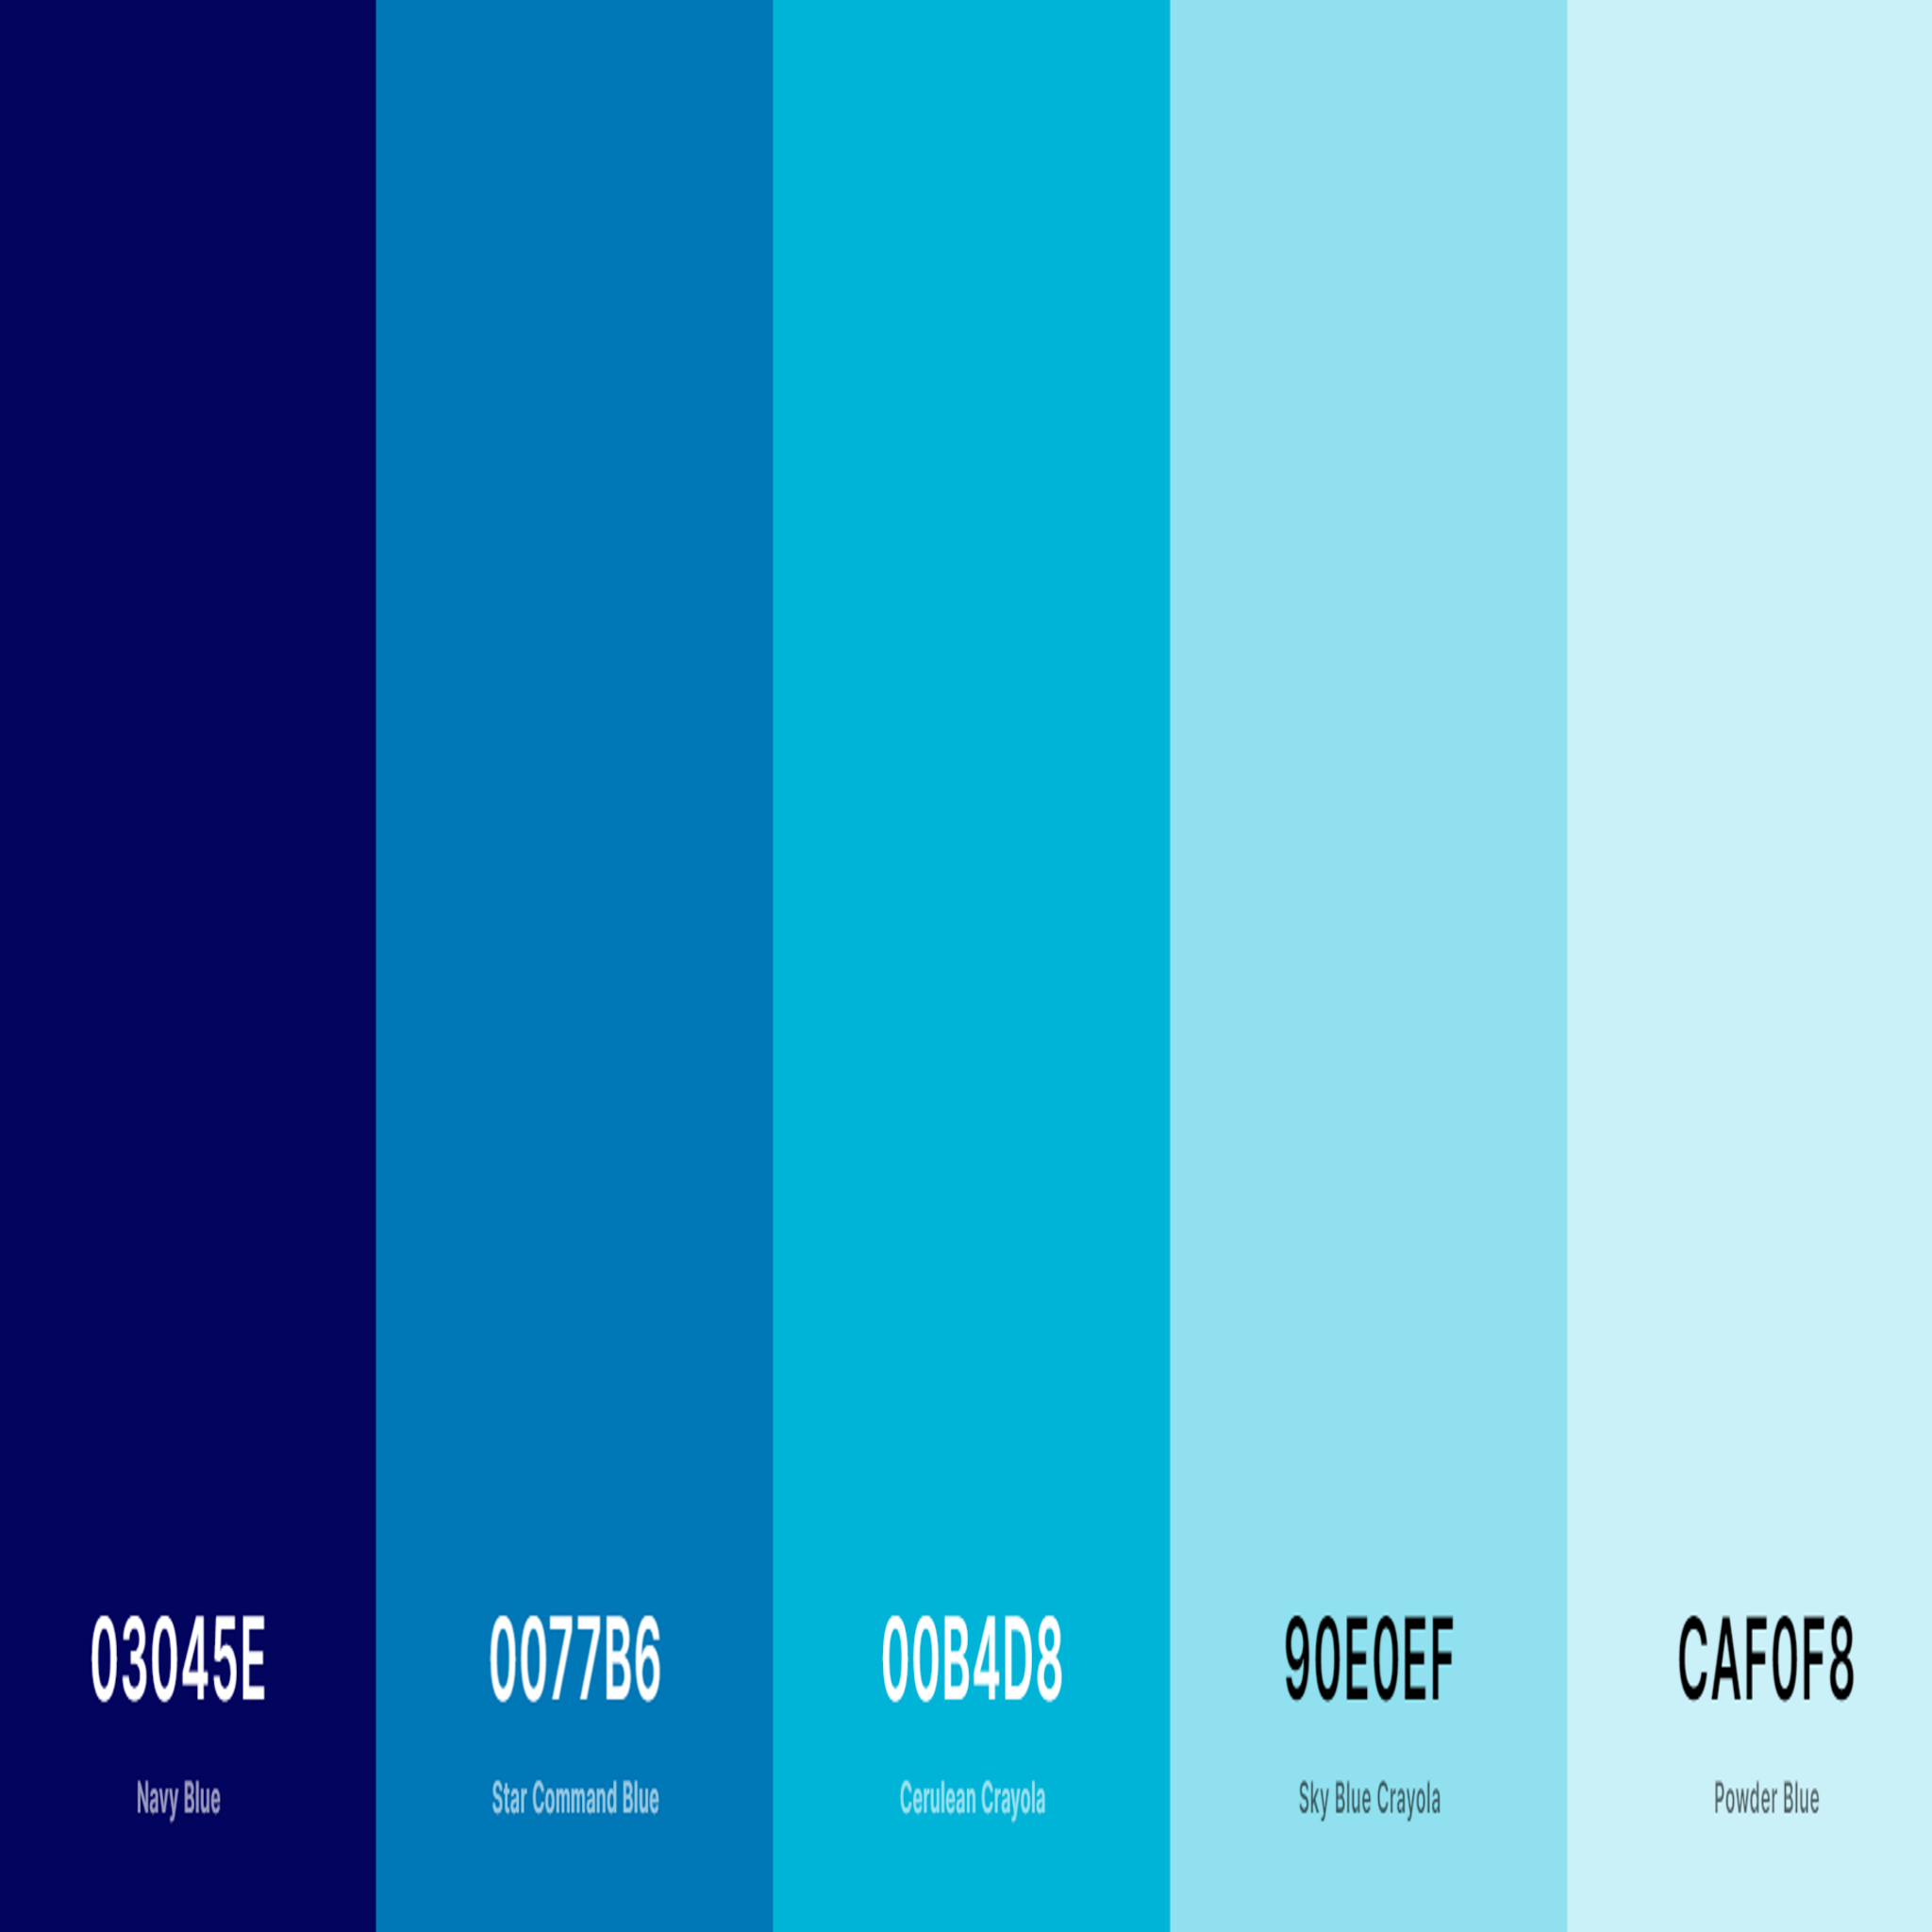 03045E
Navy Blue
0077B6
Star Command Blue
00B4D8
Cerulean Crayola
90E0EF
Sky Blue Crayola
CAF0F8
Powder Blue